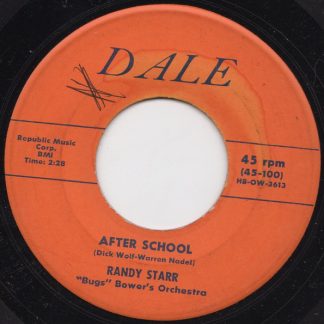 DALE
Republic Music
Corp.
BMI
Time: 2:28
45 rpm
(45-100)
H8-OW-3613
AFTER SCHOOL
(Dick Wolf-Warren Nadel)
RANDY STARR
"Bugs" Bower's Orchestra